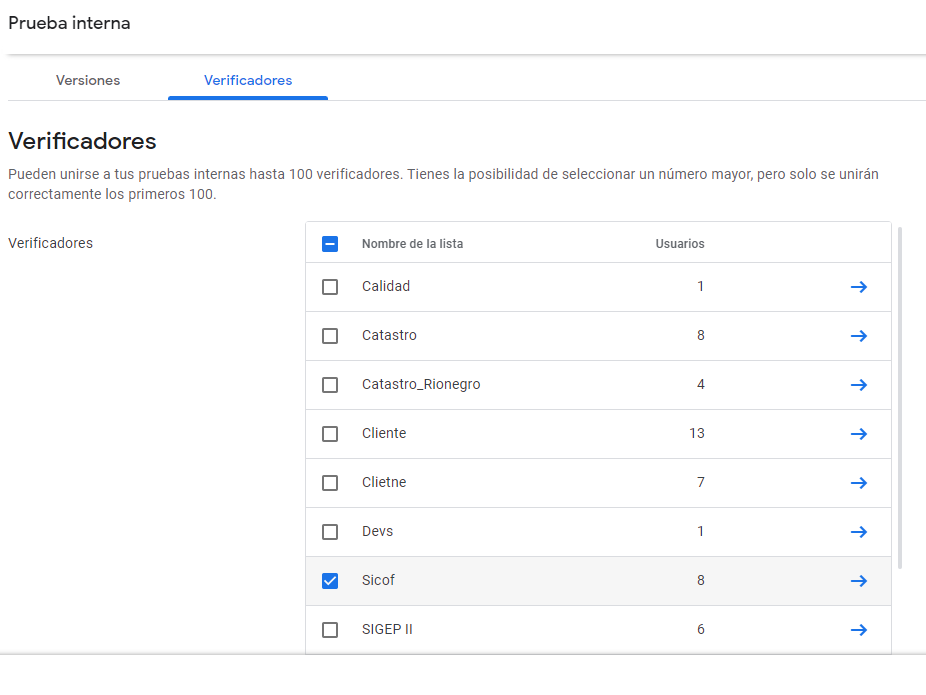 Prueba interna
Versiones Verificadores
Verificadores
Pueden unirse a tus pruebas internas hasta 100 verificadores. Tienes la posibilidad de seleccionar un número mayor, pero solo se unirán
correctamente los primeros 100.
Verificadores
Nombre de la lista Usuarios
Calidad 1
Catastro 8
Catastro_Rionegro 4
Cliente 13
Clietne 7
Devs 1
Sicof 8
SIGEP II 6